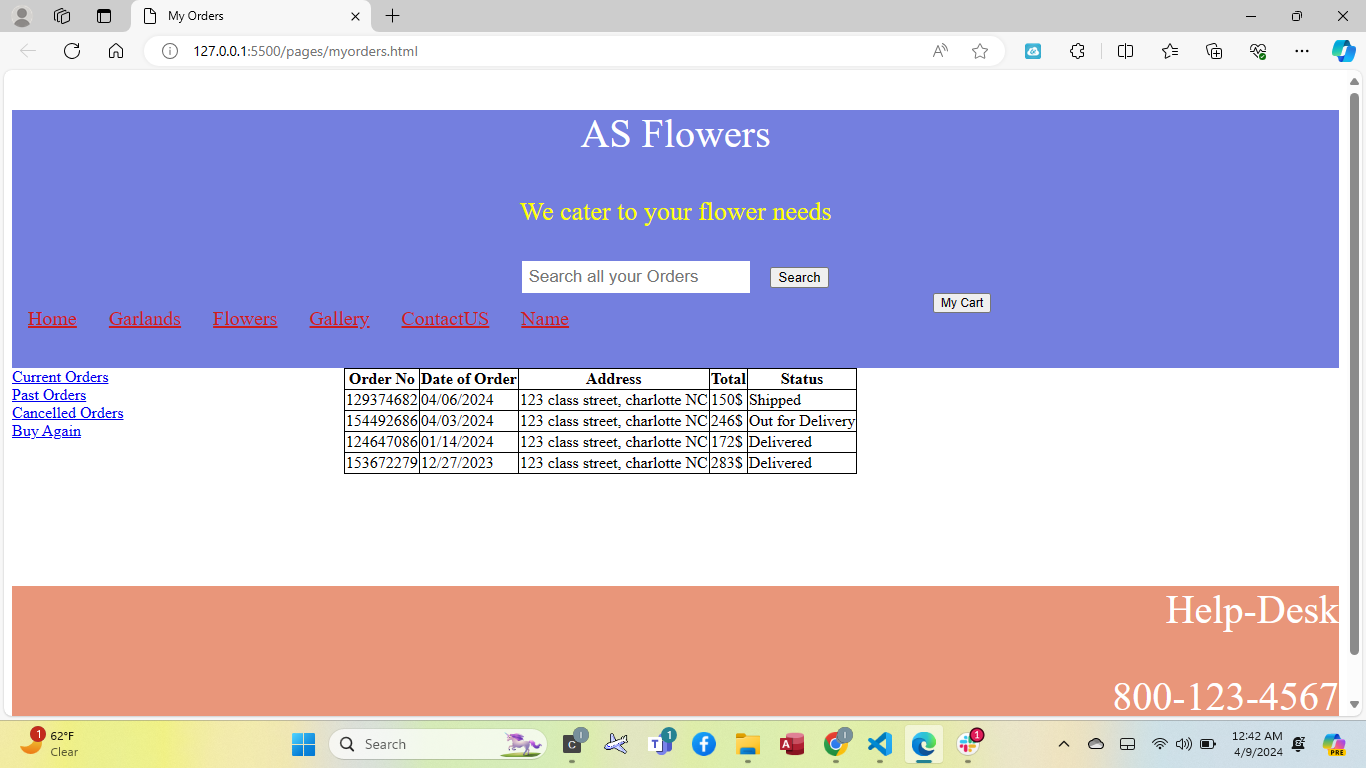 My Orders
127.0.0.1:5500/pages/myorders.html
AS Flowers
We cater to your flower needs
Search all your Orders Search
My Cart
Home Garlands Flowers Gallery ContactUS Name
Current Orders
Past Orders
Cancelled Orders
Buy Again
Order No Date of Order Address Total Status
129374682 04/06/2024 123 class street, charlotte NC 150$ Shipped
154492686 04/03/2024 123 class street, charlotte NC 246$ Out for Delivery
124647086 01/14/2024 123 class street, charlotte NC 172$ Delivered
153672279 12/27/2023 123 class street, charlotte NC 283$ Delivered
Help-Desk
800-123-4567
1 62°F
Clear
Search
C
T 1
A
1
12:42 AM
4/9/2024
PRE